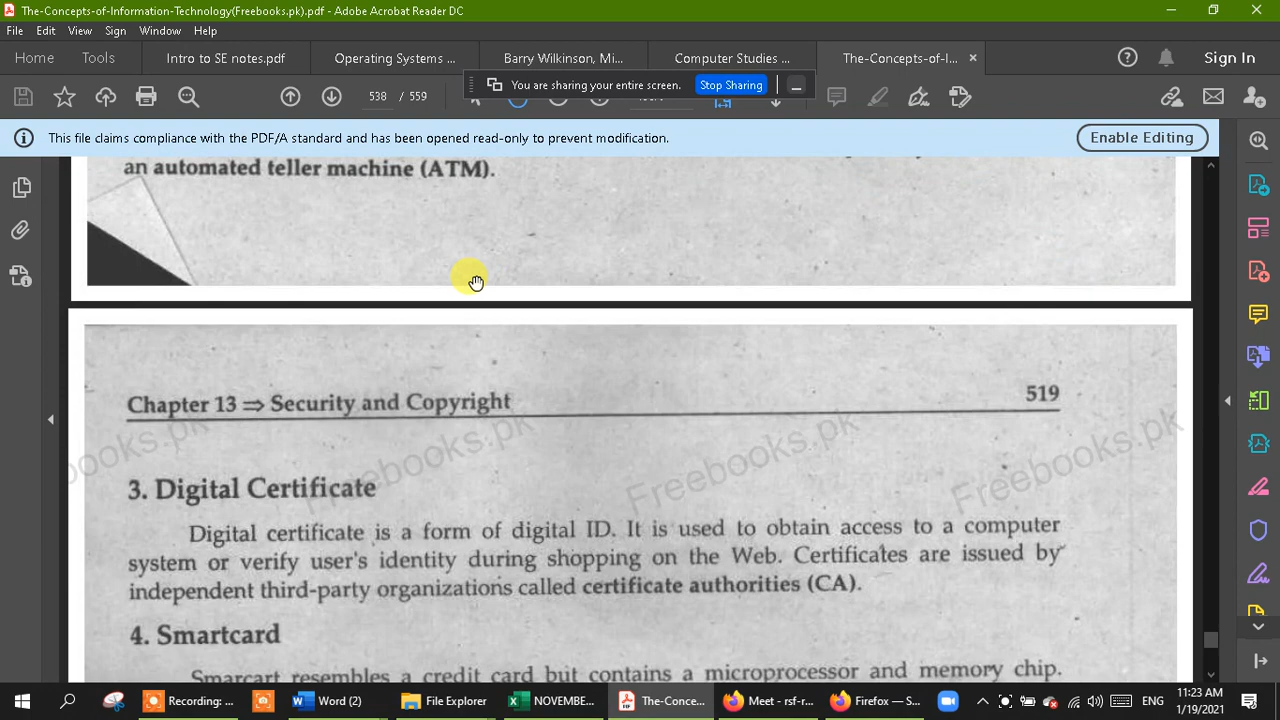 The-Concepts-of-Information-Technology(Freebooks.pk).pdf - Adobe Acrobat Reader DC
File Edit View Sign Window Help
Home Tools Intro to SE notes.pdf Operating Systems ... Barry Wilkinson, Mi... Computer Studies ... The-Concepts-of-I... Sign In
You are sharing your entire screen. Stop Sharing
538 / 559
This file claims compliance with the PDF/A standard and has been opened read-only to prevent modification. Enable Editing
an automated teller machine (ATM).
Chapter 13 ⇒ Security and Copyright 519
Freebooks.pk Freebooks.pk Freebooks.pk
3. Digital Certificate
Digital certificate is a form of digital ID. It is used to obtain access to a computer
system or verify user's identity during shopping on the Web. Certificates are issued by
independent third-party organizations called certificate authorities (CA).
4. Smartcard
Smarcart resembles a credit card but contains a microprocessor and memory chip.
Recording: ... Word (2) File Explorer NOVEMBE... The-Conce... Meet - rsf-r... Firefox — S... ENG 11:23 AM
1/19/2021